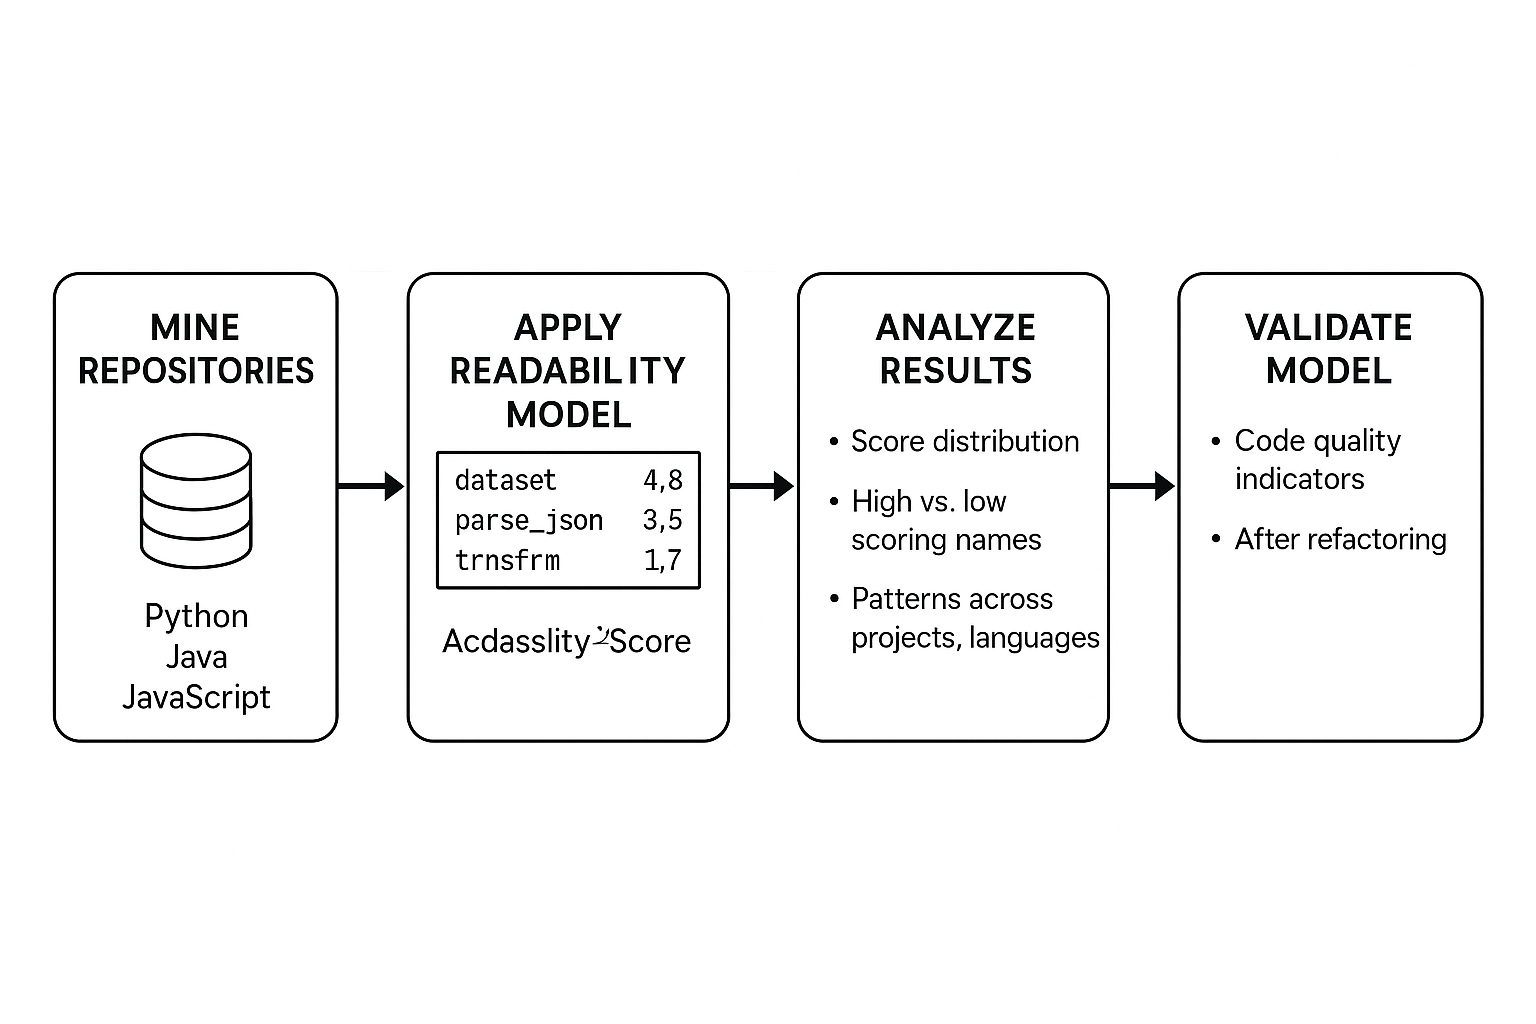 MINE
REPOSITORIES
Python
Java
JavaScript
APPLY
READABILITY
MODEL
dataset 4,8
parse_json 3,5
trnsfrm 1,7
Acdasslity Score
ANALYZE
RESULTS
• Score distribution
• High vs. low
scoring names
• Patterns across
projects, languages
VALIDATE
MODEL
• Code quality
indicators
• After refactoring